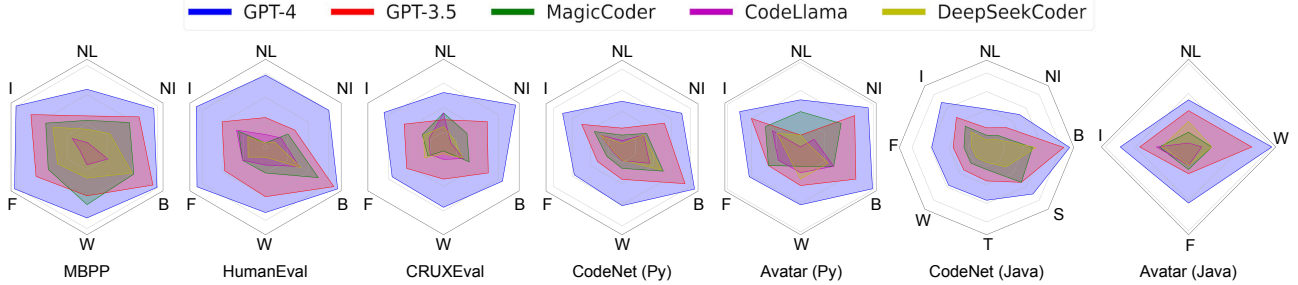 GPT-4 GPT-3.5 MagicCoder CodeLlama DeepSeekCoder
NL NL NL NL NL NL NL
I NI I NI I NI I NI I NI I NI
F B I W
F B F B F B F B F B W S
W W W W W T F
MBPP HumanEval CRUXEval CodeNet (Py) Avatar (Py) CodeNet (Java) Avatar (Java)